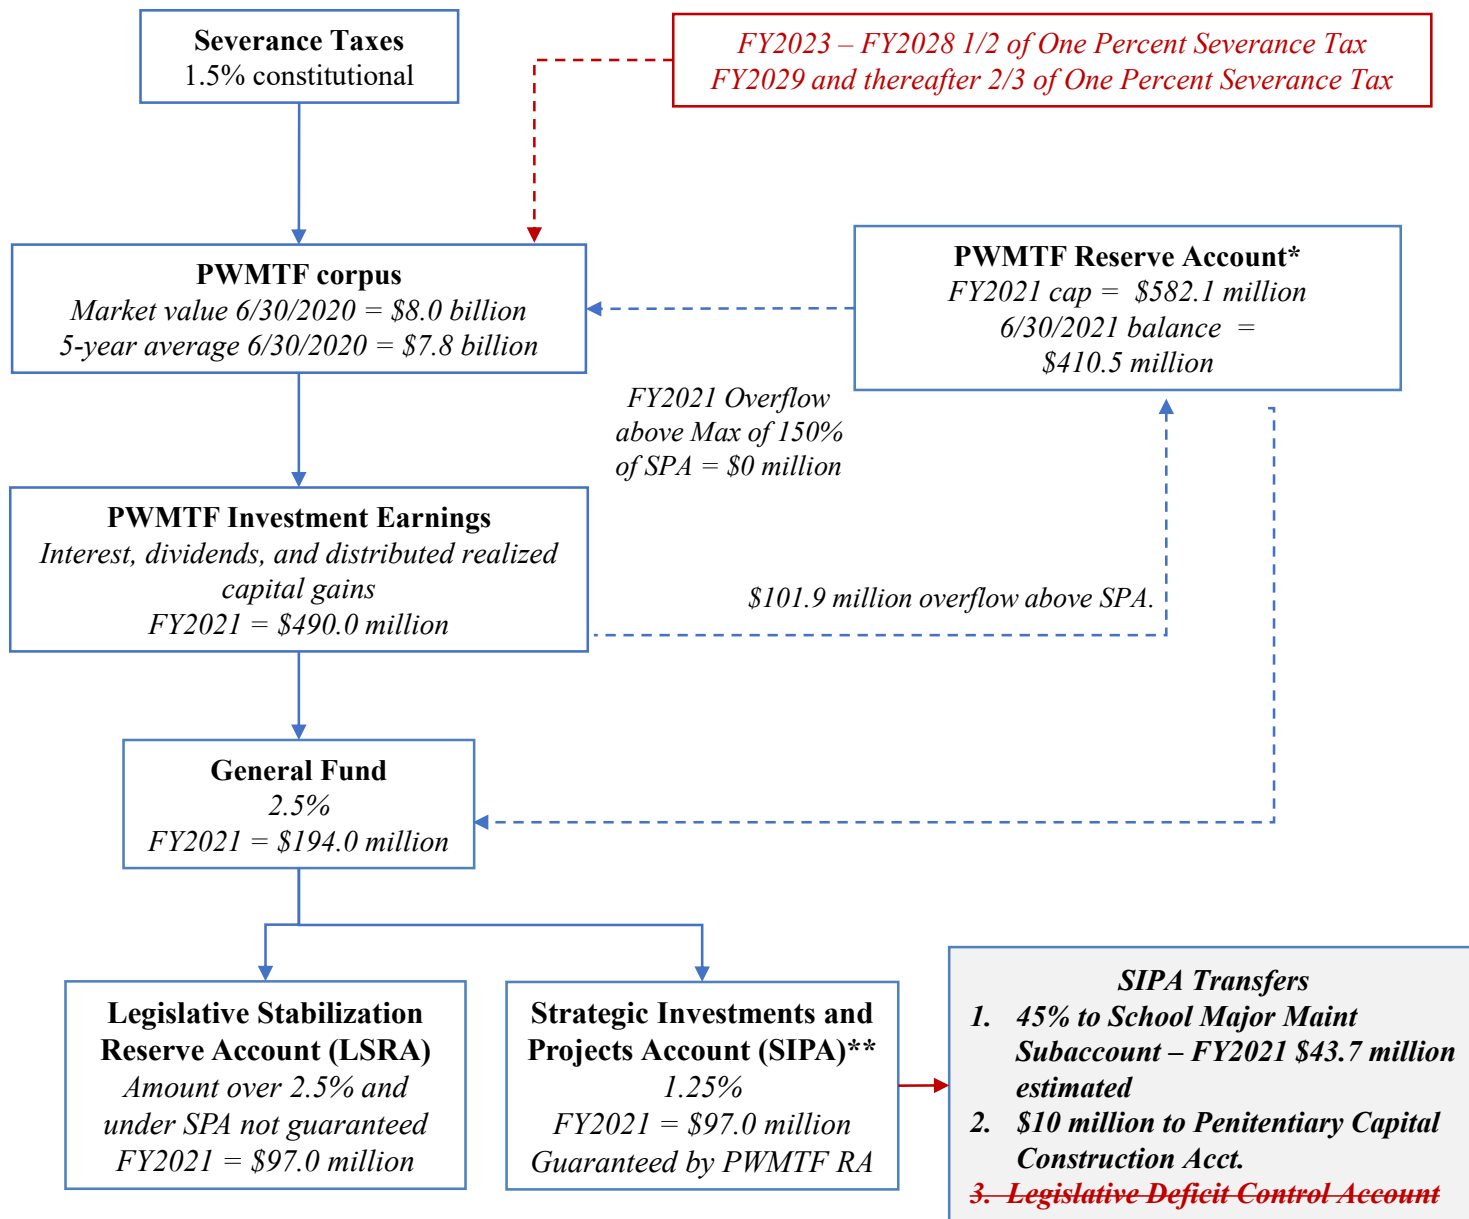 Severance Taxes
1.5% constitutional
FY2023 – FY2028 1/2 of One Percent Severance Tax
FY2029 and thereafter 2/3 of One Percent Severance Tax
PWMTF corpus
Market value 6/30/2020 = $8.0 billion
5-year average 6/30/2020 = $7.8 billion
PWMTF Reserve Account*
FY2021 cap = $582.1 million
6/30/2021 balance =
$410.5 million
FY2021 Overflow
above Max of 150%
of SPA = $0 million
PWMTF Investment Earnings
Interest, dividends, and distributed realized
capital gains
FY2021 = $490.0 million
$101.9 million overflow above SPA.
General Fund
2.5%
FY2021 = $194.0 million
Legislative Stabilization
Reserve Account (LSRA)
Amount over 2.5% and
under SPA not guaranteed
FY2021 = $97.0 million
Strategic Investments and
Projects Account (SIPA)**
1.25%
FY2021 = $97.0 million
Guaranteed by PWMTF RA
SIPA Transfers
1. 45% to School Major Maint
Subaccount – FY2021 $43.7 million
estimated
2. $10 million to Penitentiary Capital
Construction Acct.
3. Legislative Deficit Control Account